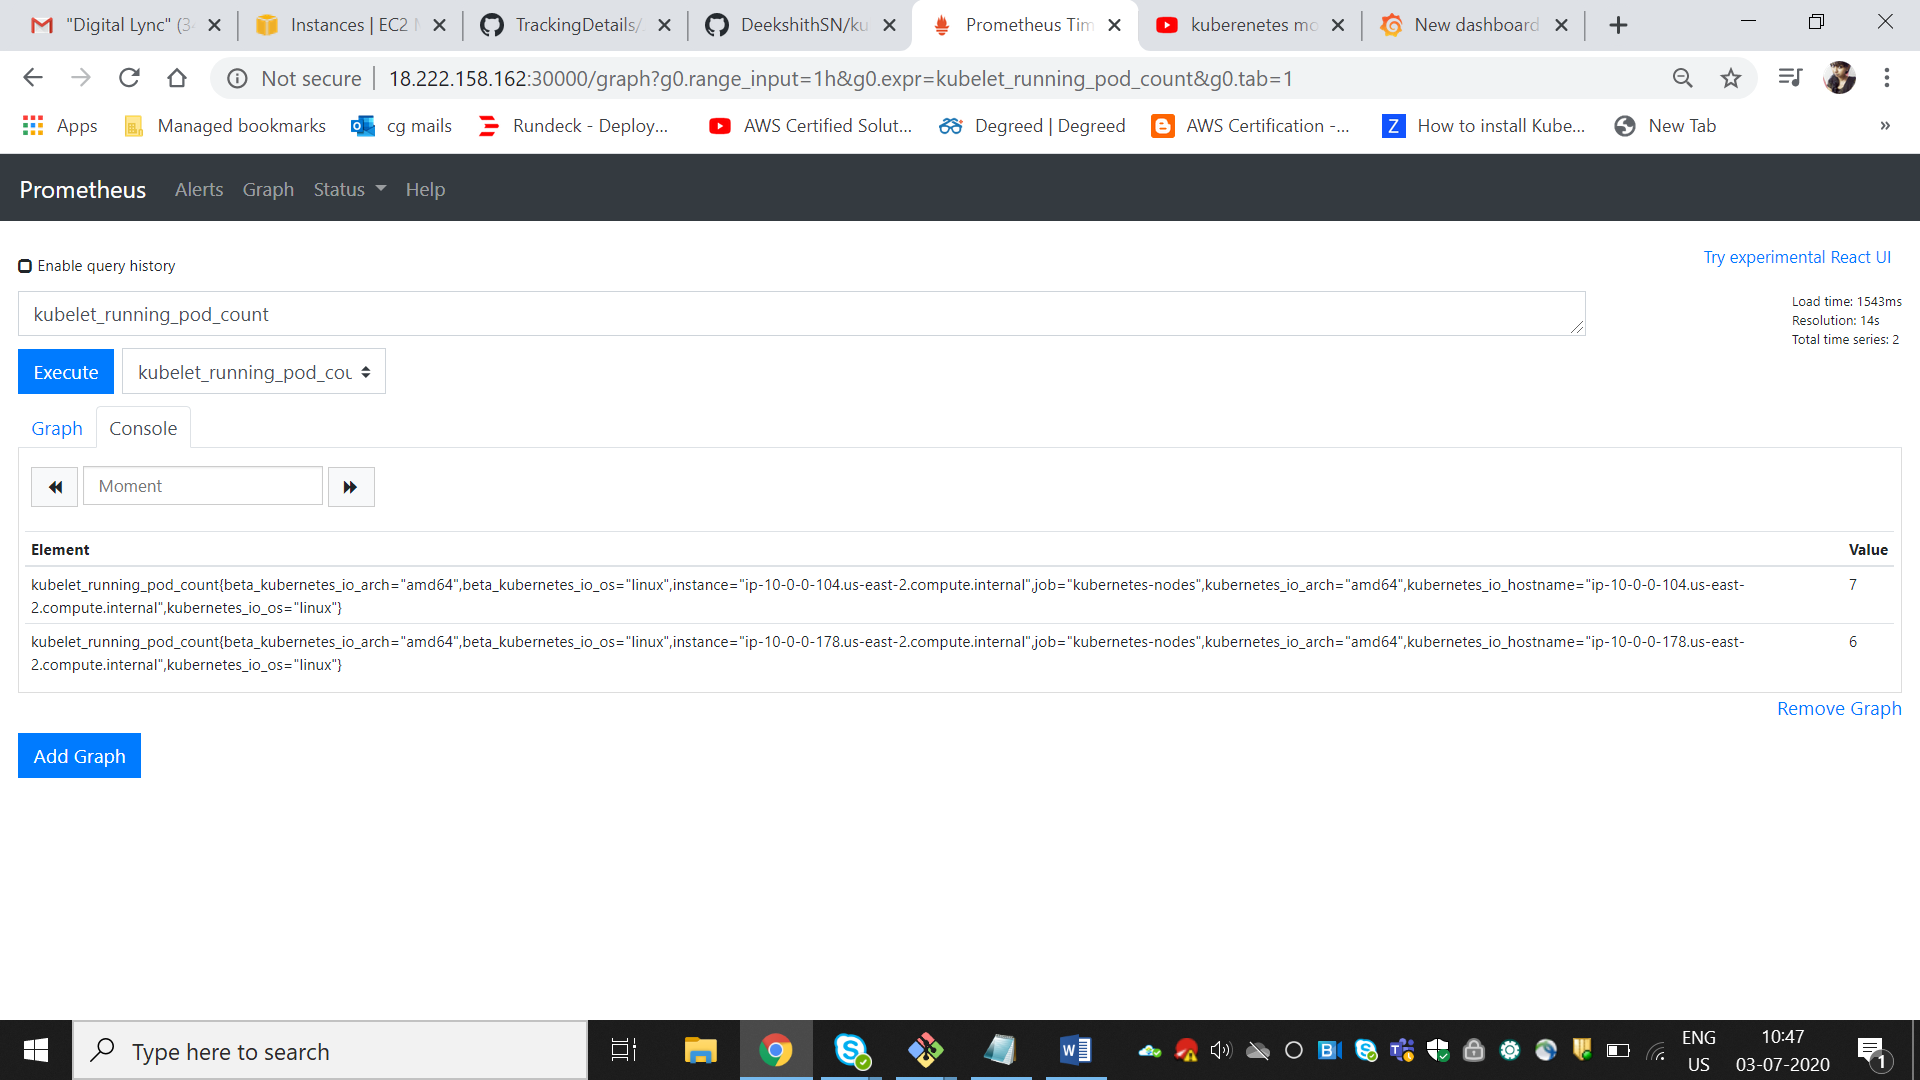 "Digital Lync" (3
Instances | EC2 M
TrackingDetails/
DeekshithSN/ku
Prometheus Tim
kuberenetes mo
New dashboard
Not secure
18.222.158.162:30000/graph?g0.range_input=1h&g0.expr=kubelet_running_pod_count&g0.tab=1
Apps
Managed bookmarks
cg mails
Rundeck - Deploy...
AWS Certified Solut...
Degreed | Degreed
AWS Certification -...
Z
How to install Kube...
New Tab
»
Prometheus
Alerts
Graph
Status
Help
Enable query history
Try experimental React UI
kubelet_running_pod_count
Load time: 1543ms
Resolution: 14s
Total time series: 2
Execute
kubelet_running_pod_cou
Graph
Console
Moment
Element
Value
kubelet_running_pod_count{beta_kubernetes_io_arch="amd64",beta_kubernetes_io_os="linux",instance="ip-10-0-0-104.us-east-2.compute.internal",job="kubernetes-nodes",kubernetes_io_arch="amd64",kubernetes_io_hostname="ip-10-0-0-104.us-east-
2.compute.internal",kubernetes_io_os="linux"}
7
kubelet_running_pod_count{beta_kubernetes_io_arch="amd64",beta_kubernetes_io_os="linux",instance="ip-10-0-0-178.us-east-2.compute.internal",job="kubernetes-nodes",kubernetes_io_arch="amd64",kubernetes_io_hostname="ip-10-0-0-178.us-east-
2.compute.internal",kubernetes_io_os="linux"}
6
Remove Graph
Add Graph
Type here to search
ENG
US
10:47
03-07-2020
1